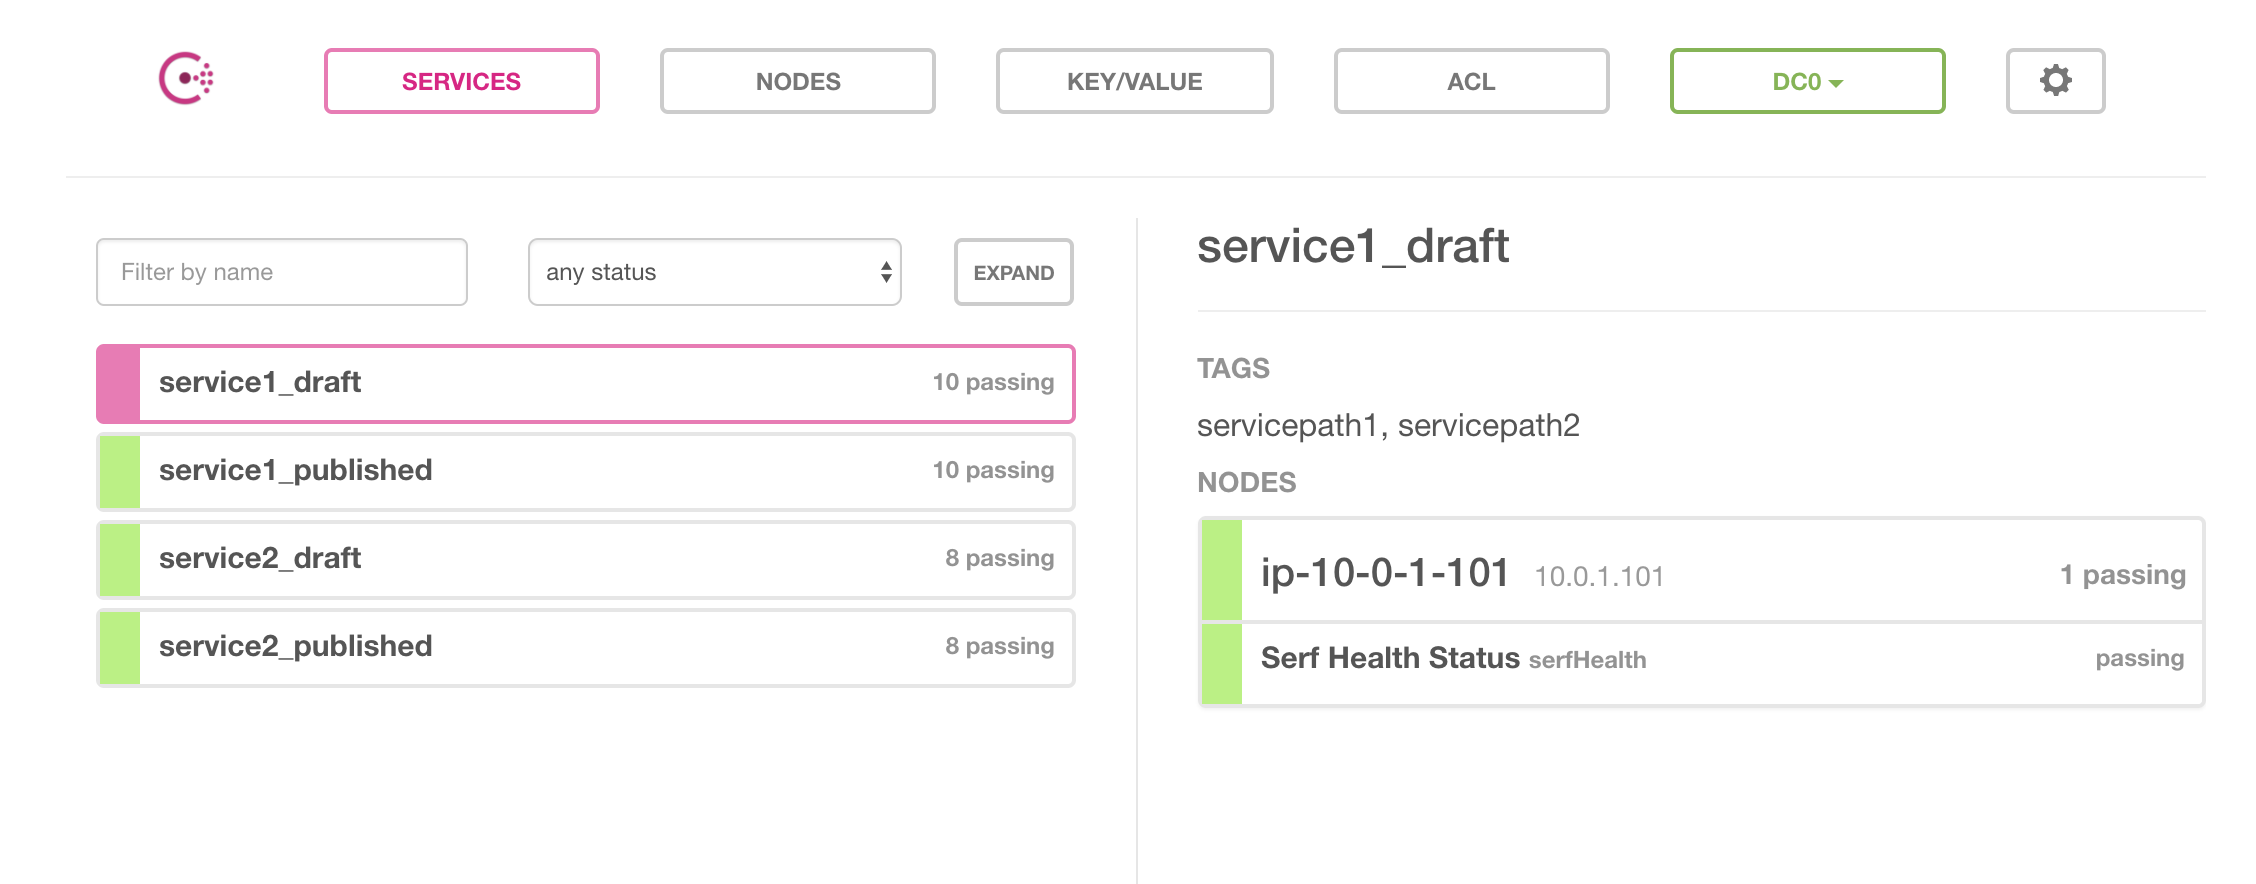 SERVICES NODES KEY/VALUE ACL DC0
Filter by name any status EXPAND
service1_draft 10 passing
service1_published 10 passing
service2_draft 8 passing
service2_published 8 passing
service1_draft
TAGS
servicepath1, servicepath2
NODES
ip-10-0-1-101 10.0.1.101 1 passing
Serf Health Status serfHealth passing